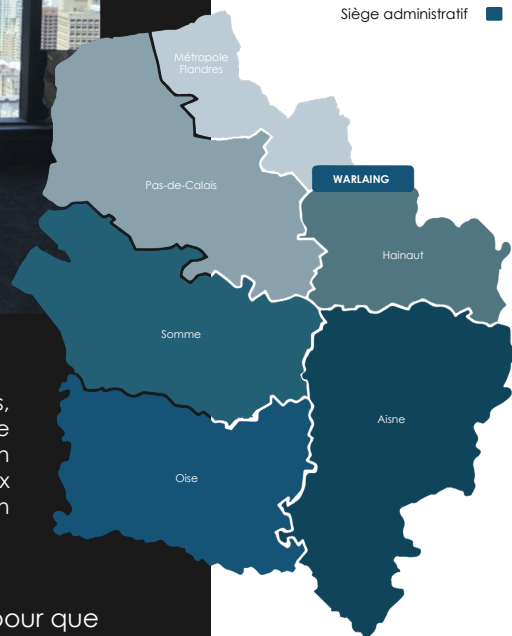 Siège administratif
Métropole
Flandres
Pas-de-Calais
WARLAING
Hainaut
Somme
Aisne
Oise
pour que